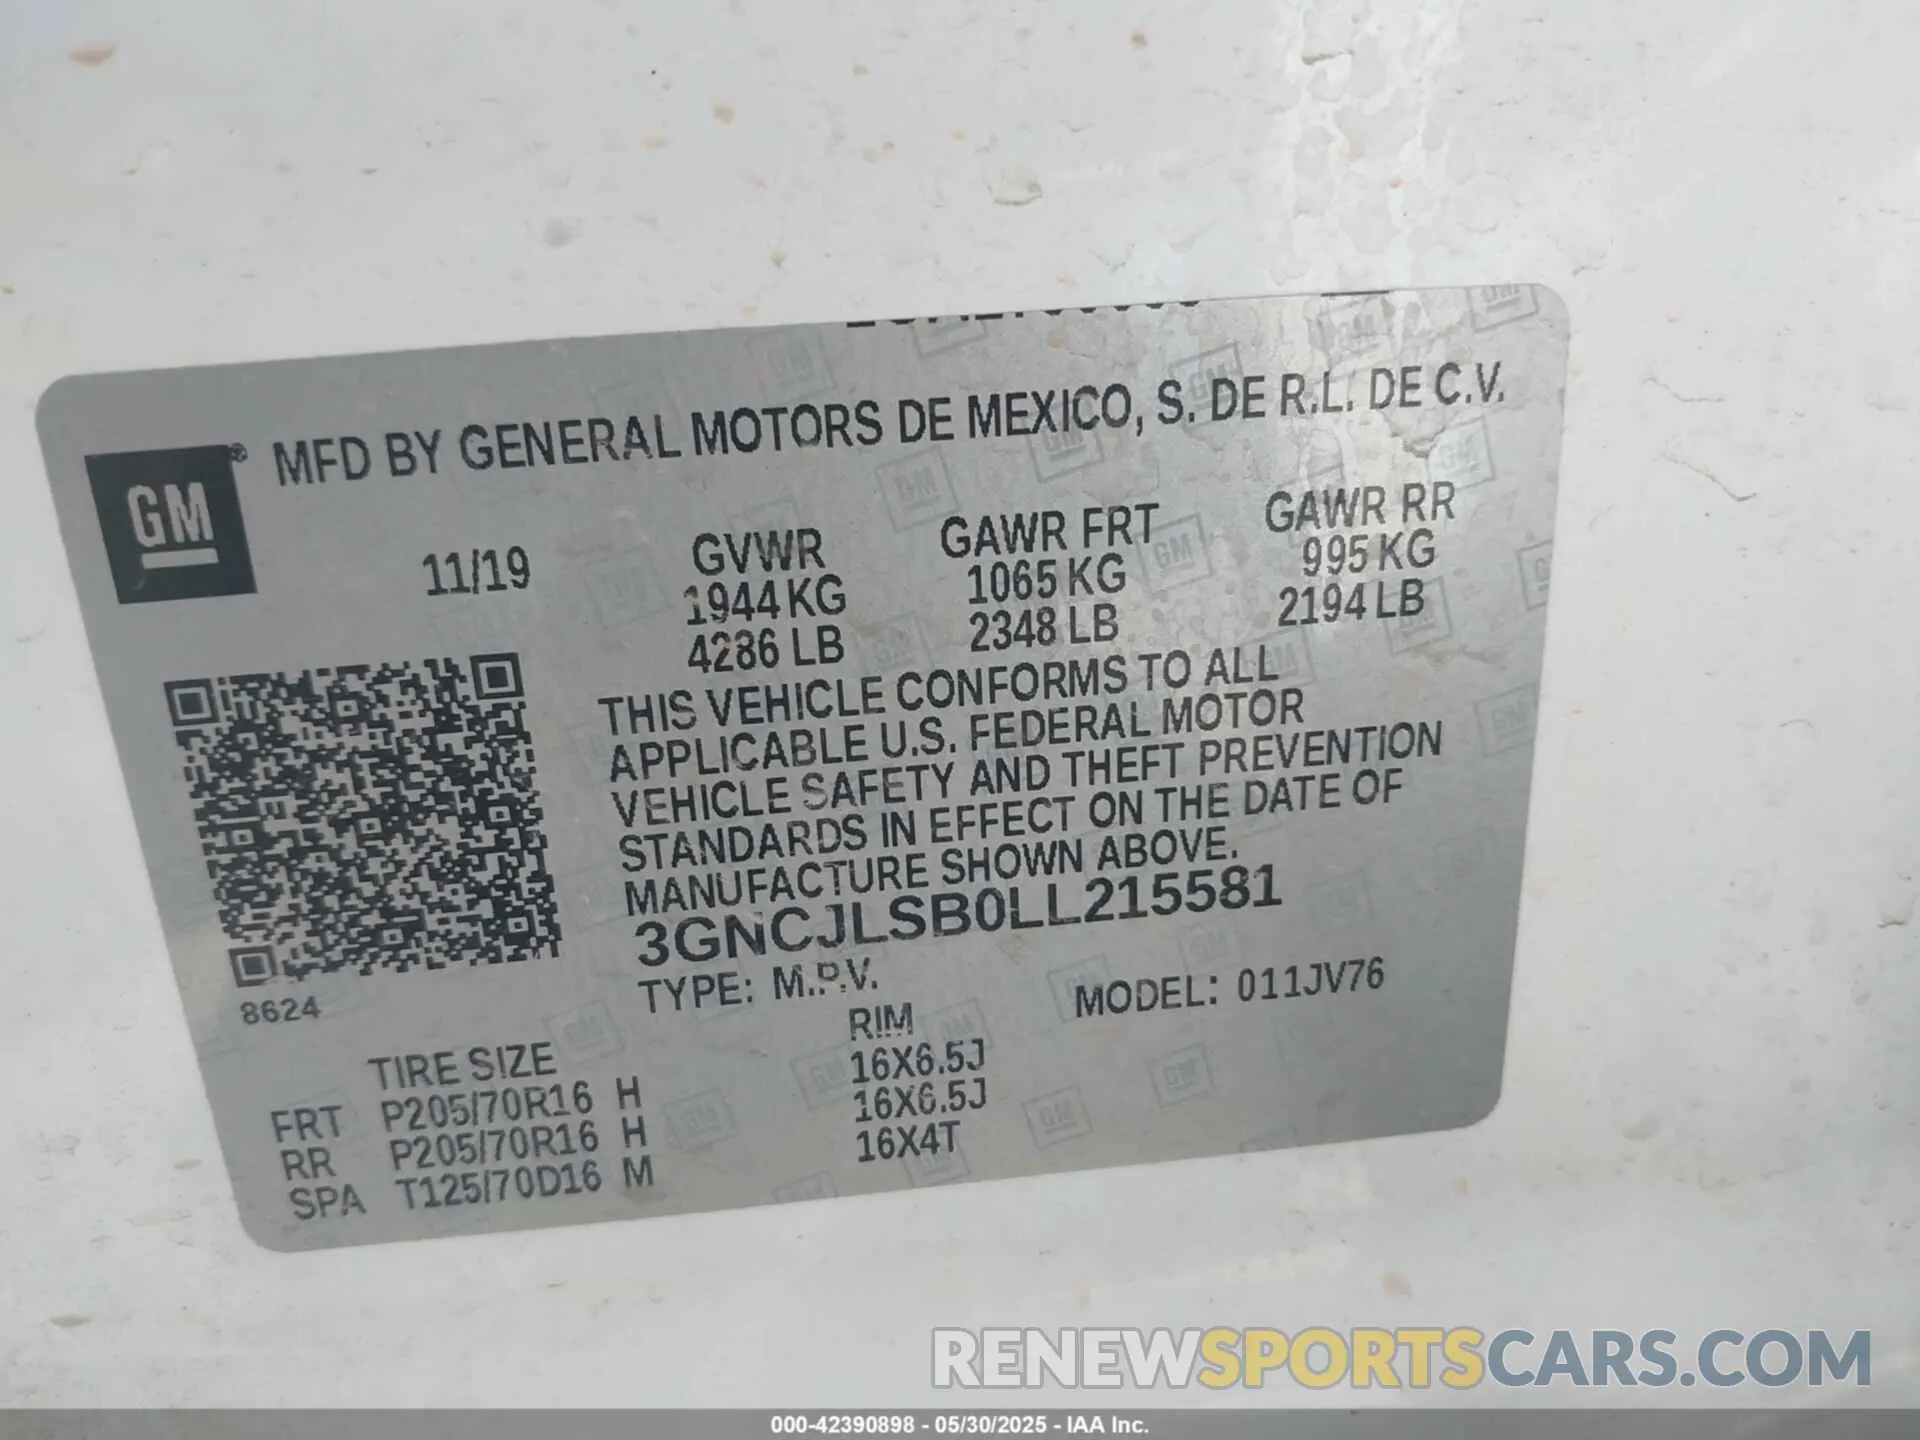 MFD BY GENERAL MOTORS DE MEXICO, S. DE R.L. DE C.V.
GM®
11/19 GVWR GAWR FRT GAWR RR
1944 KG 1065 KG 995 KG
4286 LB 2348 LB 2194 LB
THIS VEHICLE CONFORMS TO ALL
APPLICABLE U.S. FEDERAL MOTOR
VEHICLE SAFETY AND THEFT PREVENTION
STANDARDS IN EFFECT ON THE DATE OF
MANUFACTURE SHOWN ABOVE.
3GNCJLSB0LL215581
8624
TYPE: M.P.V. MODEL: 011JV76
TIRE SIZE RIM
FRT P205/70R16 H 16X6.5J
RR P205/70R16 H 16X6.5J
SPA T125/70D16 M 16X4T
RENEWSPORTSCARS.COM
000-42390898 - 05/30/2025 - IAA Inc.